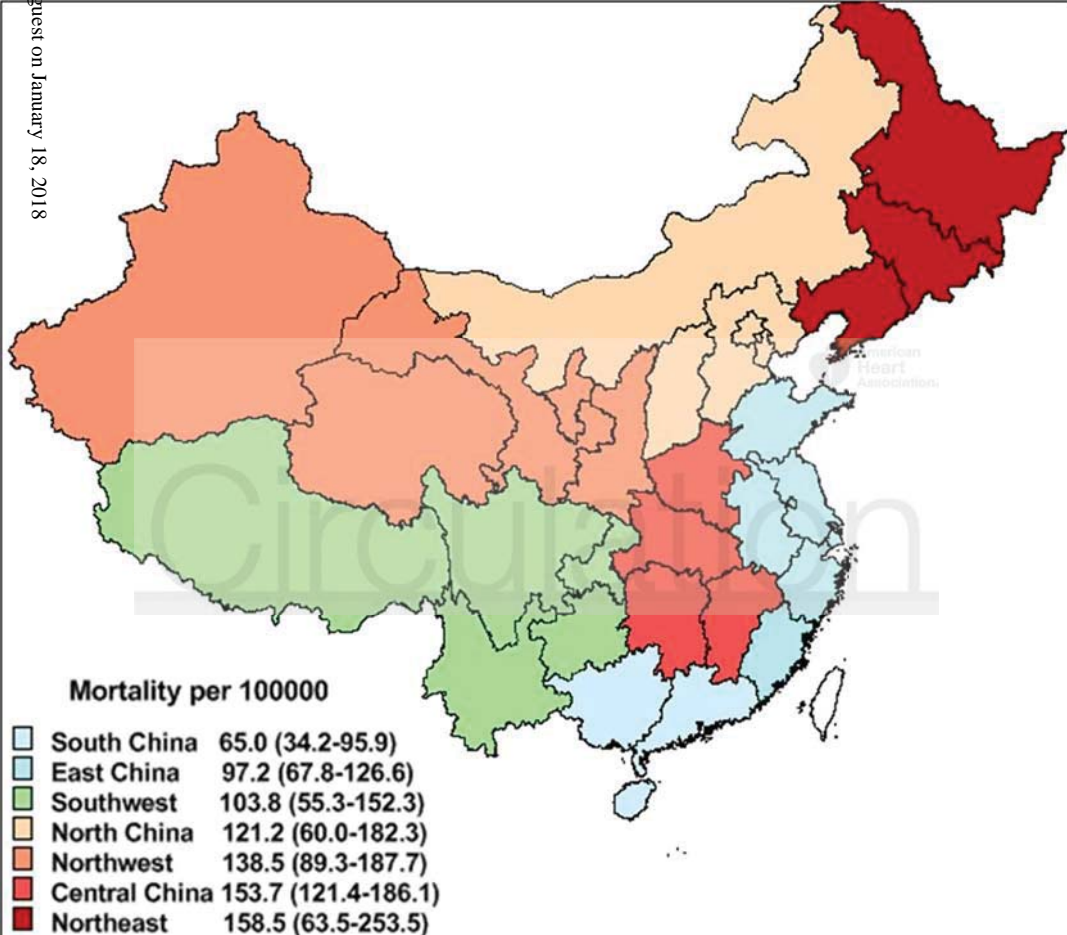 guest on January 18, 2018
American
Heart
Association.
Circulation
Mortality per 100000
South China 65.0 (34.2-95.9)
East China 97.2 (67.8-126.6)
Southwest 103.8 (55.3-152.3)
North China 121.2 (60.0-182.3)
Northwest 138.5 (89.3-187.7)
Central China 153.7 (121.4-186.1)
Northeast 158.5 (63.5-253.5)